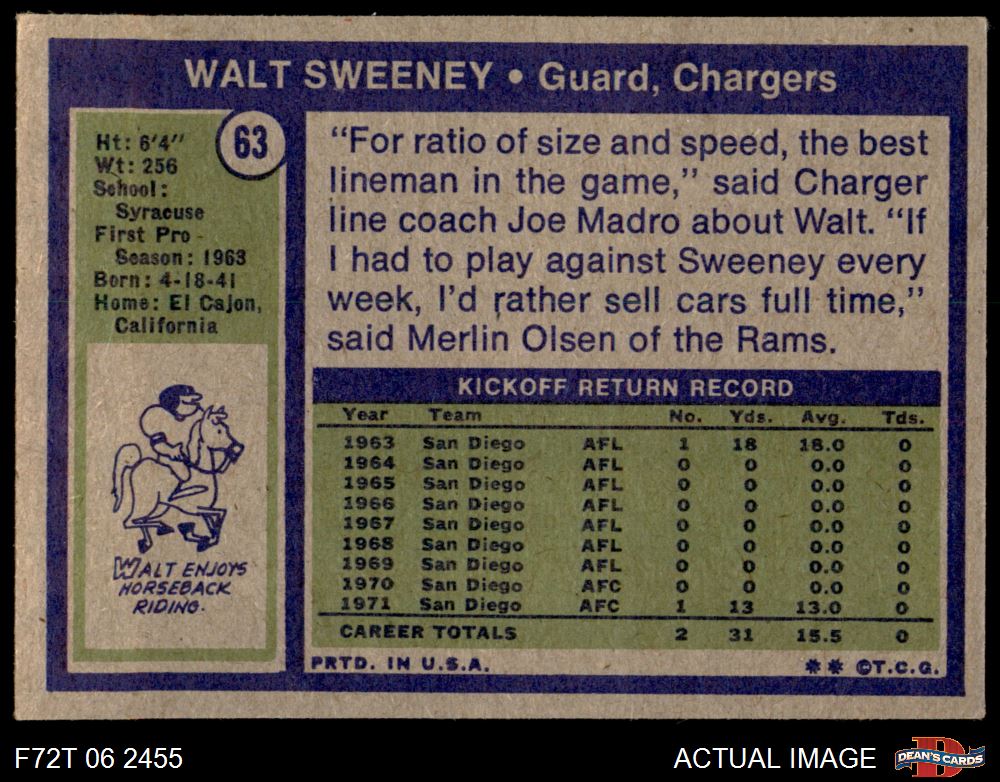 WALT SWEENEY • Guard, Chargers
63
Ht: 6'4"
Wt: 256
School:
Syracuse
First Pro
Season: 1963
Born: 4-18-41
Home: El Cajon,
California
WALT ENJOYS
HORSEBACK
RIDING.
"For ratio of size and speed, the best
lineman in the game," said Charger
line coach Joe Madro about Walt. "If
I had to play against Sweeney every
week, I'd rather sell cars full time,"
said Merlin Olsen of the Rams.
KICKOFF RETURN RECORD
Year Team No. Yds. Avg. Tds.
1963 San Diego AFL 1 18 18.0 0
1964 San Diego AFL 0 0 0.0 0
1965 San Diego AFL 0 0 0.0 0
1966 San Diego AFL 0 0 0.0 0
1967 San Diego AFL 0 0 0.0 0
1968 San Diego AFL 0 0 0.0 0
1969 San Diego AFL 0 0 0.0 0
1970 San Diego AFC 0 0 0.0 0
1971 San Diego AFC 1 13 13.0 0
CAREER TOTALS 2 31 15.5 0
PRTD. IN U.S.A. ** ©T.C.G.
F72T 06 2455 ACTUAL IMAGE D DEAN'S CARDS